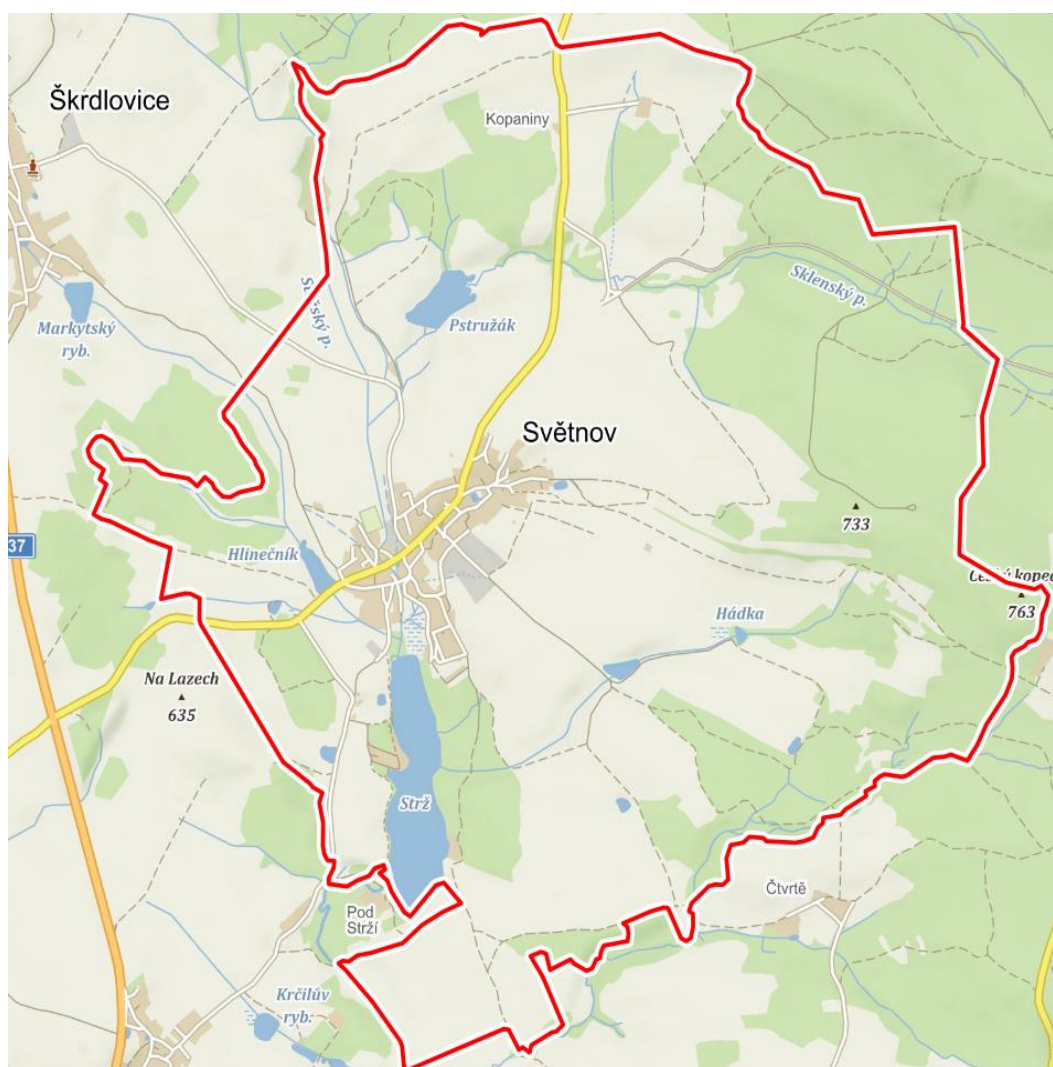 Škrdlovice
Kopaniny
Sklenský p.
Markytský
ryb.
Pstružák
Světnov
733
37
Hlinečník
763
Hádka
Na Lazech
635
Strž
Čtvrtě
Pod
Strží
Krčilův
ryb.